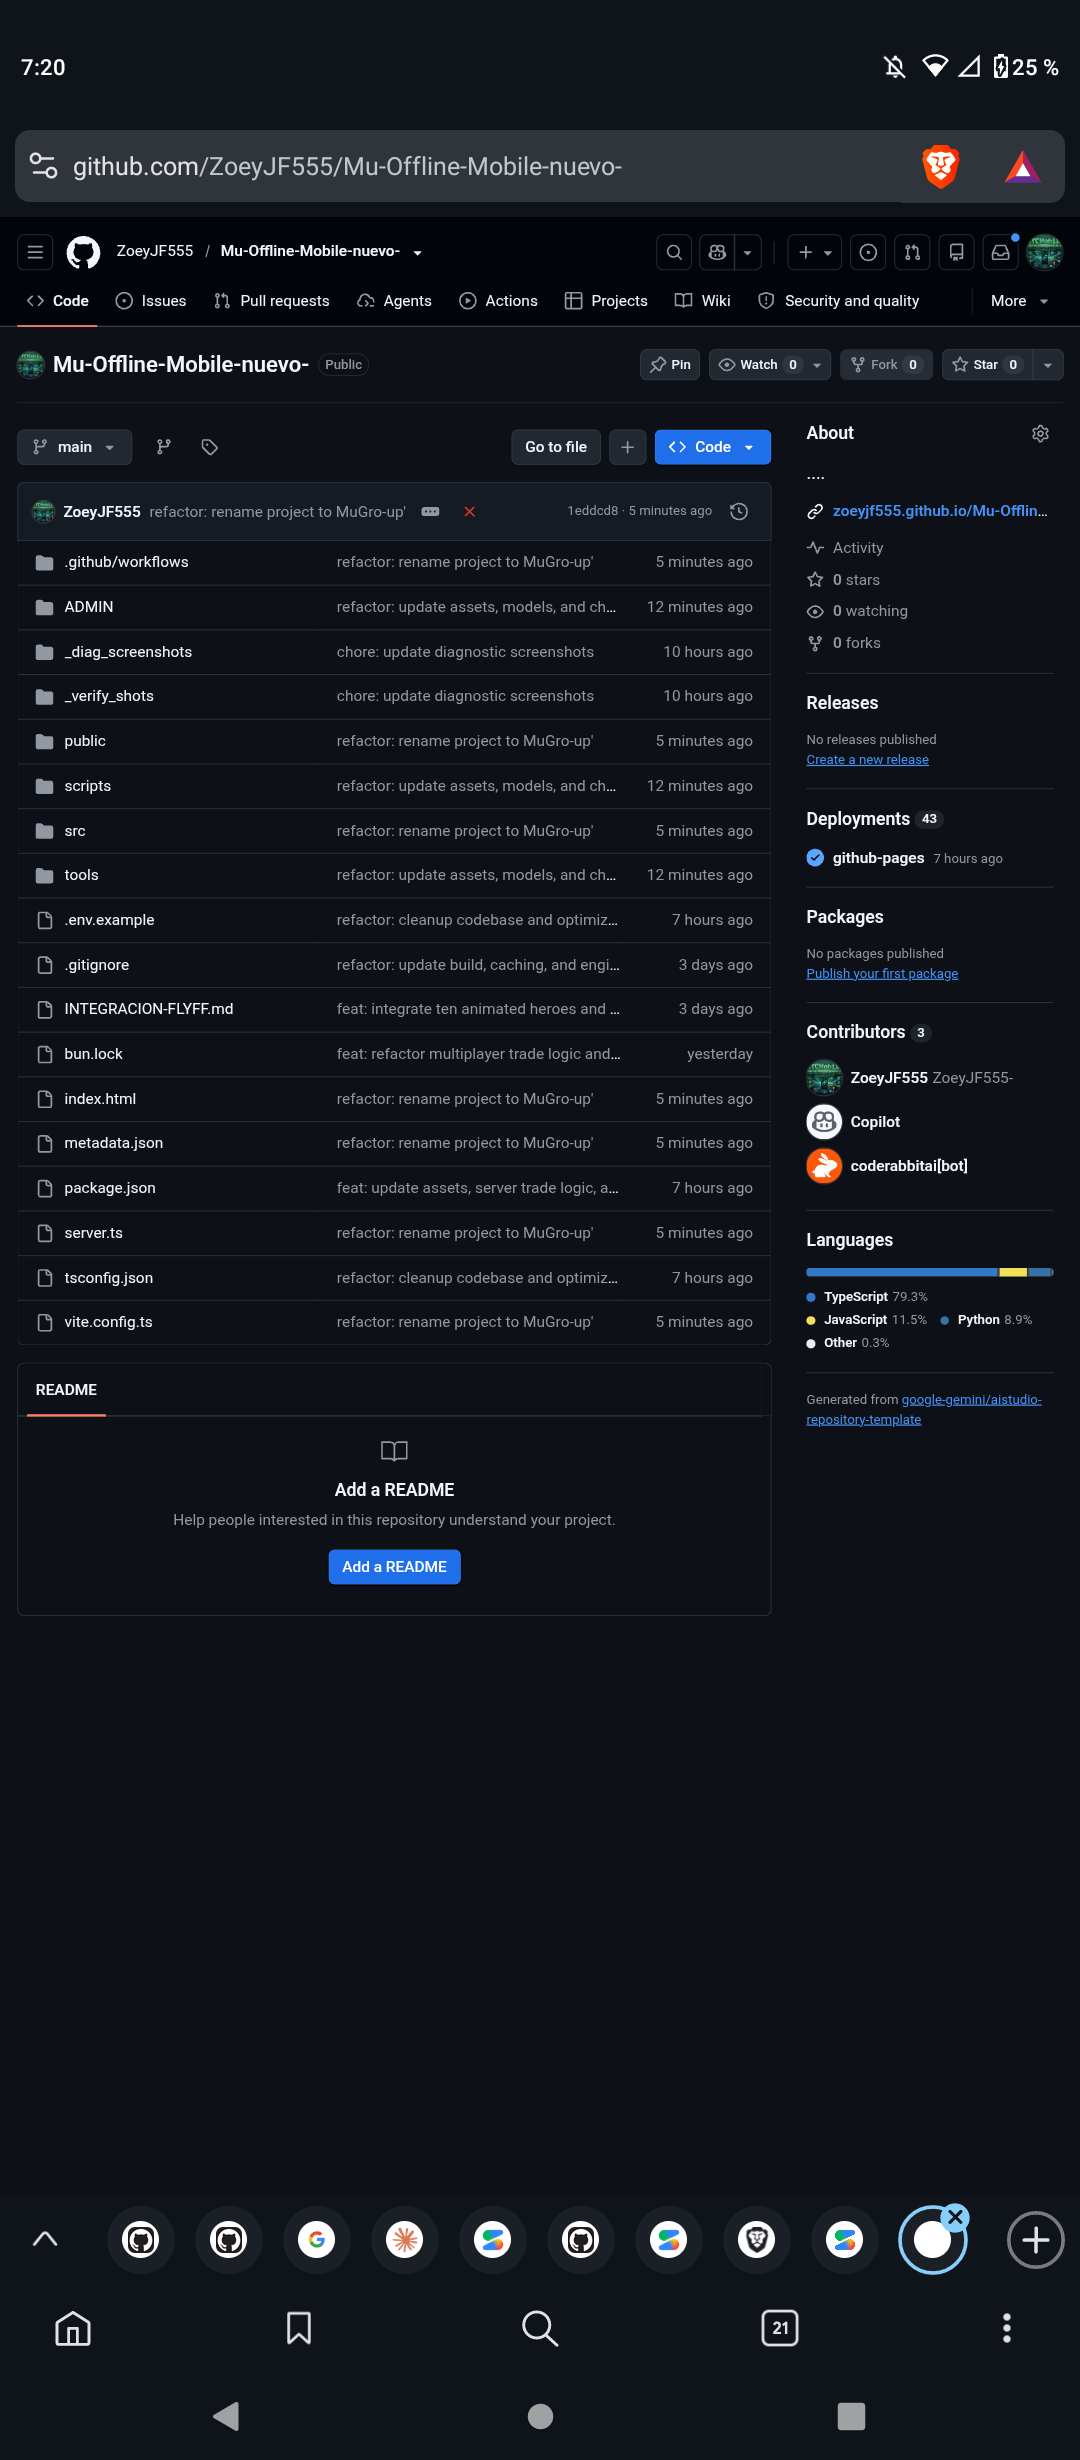 7:20
25 %
github.com/ZoeyJF555/Mu-Offline-Mobile-nuevo-
ZoeyJF555 / Mu-Offline-Mobile-nuevo-
Code Issues Pull requests Agents Actions Projects Wiki Security and quality More
Mu-Offline-Mobile-nuevo- Public
Pin Watch 0 Fork 0 Star 0
main Go to file Code
ZoeyJF555 refactor: rename project to MuGro-up' 1eddcd8 · 5 minutes ago
.github/workflows refactor: rename project to MuGro-up' 5 minutes ago
ADMIN refactor: update assets, models, and ch... 12 minutes ago
_diag_screenshots chore: update diagnostic screenshots 10 hours ago
_verify_shots chore: update diagnostic screenshots 10 hours ago
public refactor: rename project to MuGro-up' 5 minutes ago
scripts refactor: update assets, models, and ch... 12 minutes ago
src refactor: rename project to MuGro-up' 5 minutes ago
tools refactor: update assets, models, and ch... 12 minutes ago
.env.example refactor: cleanup codebase and optimiz... 7 hours ago
.gitignore refactor: update build, caching, and engi... 3 days ago
INTEGRACION-FLYFF.md feat: integrate ten animated heroes and ... 3 days ago
bun.lock feat: refactor multiplayer trade logic and... yesterday
index.html refactor: rename project to MuGro-up' 5 minutes ago
metadata.json refactor: rename project to MuGro-up' 5 minutes ago
package.json feat: update assets, server trade logic, a... 7 hours ago
server.ts refactor: rename project to MuGro-up' 5 minutes ago
tsconfig.json refactor: cleanup codebase and optimiz... 7 hours ago
vite.config.ts refactor: rename project to MuGro-up' 5 minutes ago
README
Add a README
Help people interested in this repository understand your project.
Add a README
About
....
zoeyjf555.github.io/Mu-Offlin...
Activity
0 stars
0 watching
0 forks
Releases
No releases published
Create a new release
Deployments 43
github-pages 7 hours ago
Packages
No packages published
Publish your first package
Contributors 3
ZoeyJF555 ZoeyJF555-
Copilot
coderabbitai[bot]
Languages
TypeScript 79.3%
JavaScript 11.5% Python 8.9%
Other 0.3%
Generated from google-gemini/aistudio-
repository-template
21